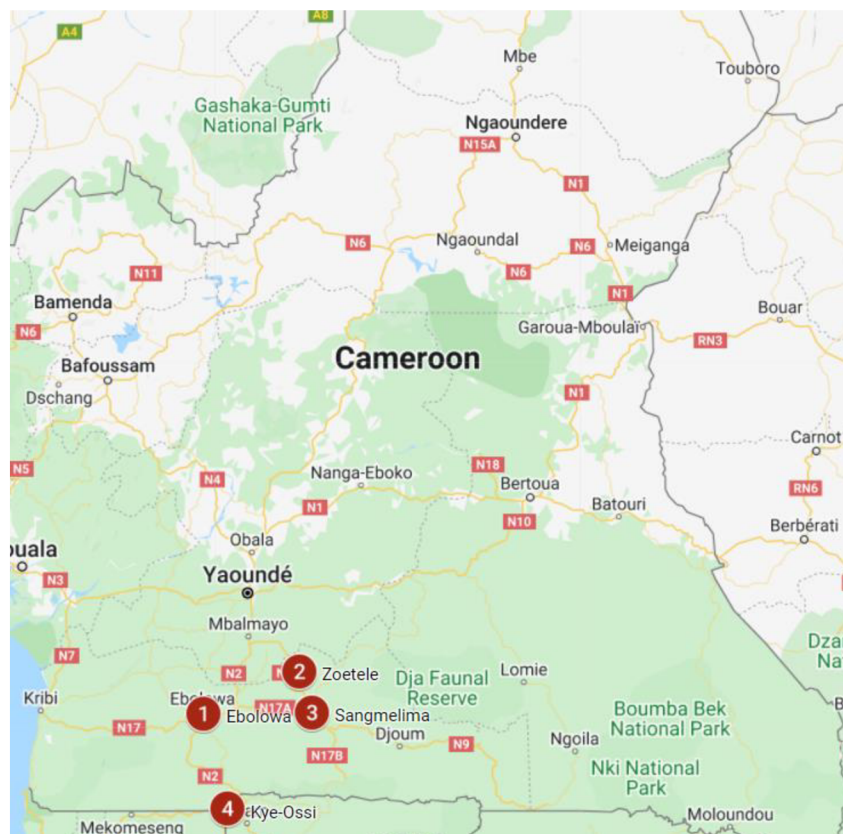 A4
A8
Mbe
Touboro
Gashaka-Gumti
National Park
Ngaoundere
N15A
N1
N6
Ngaoundal
N6
Meiganga
N11
N6
N1
Bamenda
N6
Garoua-Mboulaï
Bouar
RN3
Cameroon
Bafoussam
Dschang
N1
Carnot
N5
N4
Nanga-Eboko
N18
Bertoua
RN6
N1
Batouri
N10
Berbérati
Obala
ouala
N3
Yaoundé
Mbalmayo
N7
N2
2
Zoetele
Dja Faunal
Reserve
Lomie
Kribi
Ebolowa
1
Ebolowa
N17A
3
Sangmelima
Boumba Bek
National Park
N17
Djoum
N9
Ngoila
N17B
N2
Nki National
Park
4
Kye-Ossi
Mekomeseng
Moloundou